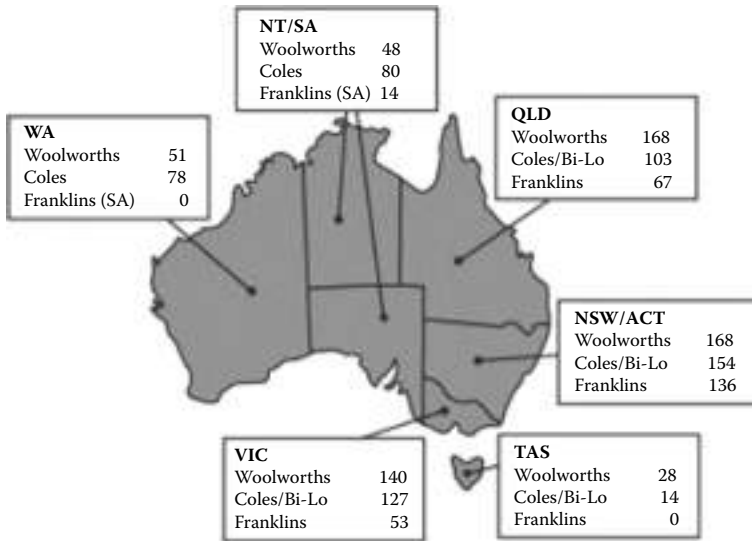 NT/SA
Woolworths 48
Coles 80
Franklins (SA) 14
WA
Woolworths 51
Coles 78
Franklins (SA) 0
QLD
Woolworths 168
Coles/Bi-Lo 103
Franklins 67
NSW/ACT
Woolworths 168
Coles/Bi-Lo 154
Franklins 136
VIC
Woolworths 140
Coles/Bi-Lo 127
Franklins 53
TAS
Woolworths 28
Coles/Bi-Lo 14
Franklins 0